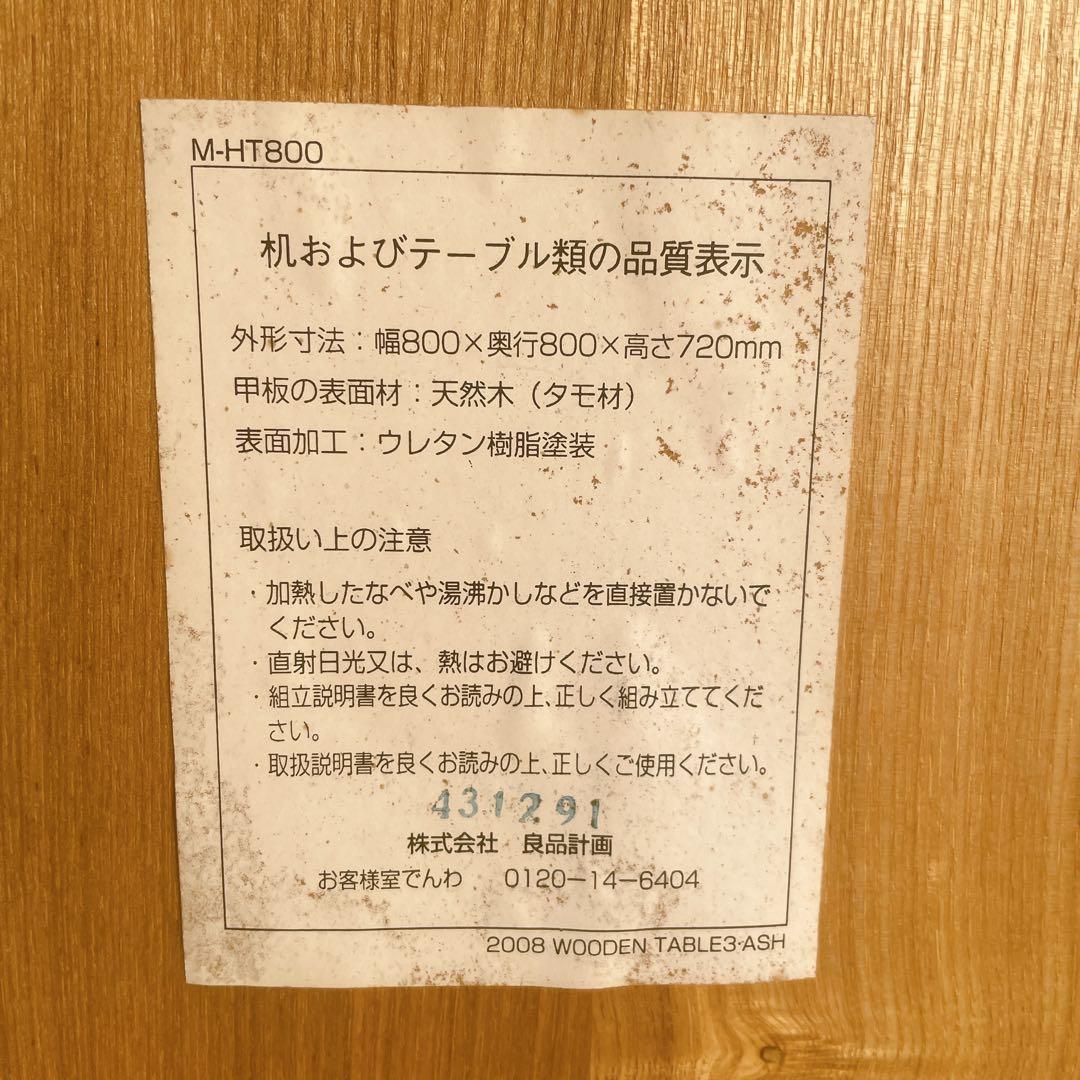 M-HT800
机およびテーブル類の品質表示
外形寸法：幅800×奥行800×高さ720mm
甲板の表面材：天然木（タモ材）
表面加工：ウレタン樹脂塗装
取扱い上の注意
・加熱したなべや湯沸かしなどを直接置かないで
ください。
・直射日光又は、熱はお避けください。
・組立説明書を良くお読みの上、正しく組み立ててくだ
さい。
・取扱説明書を良くお読みの上、正しくご使用ください。
431291
株式会社　良品計画
お客様室でんわ　0120－14－6404
2008 WOODEN TABLE3・ASH